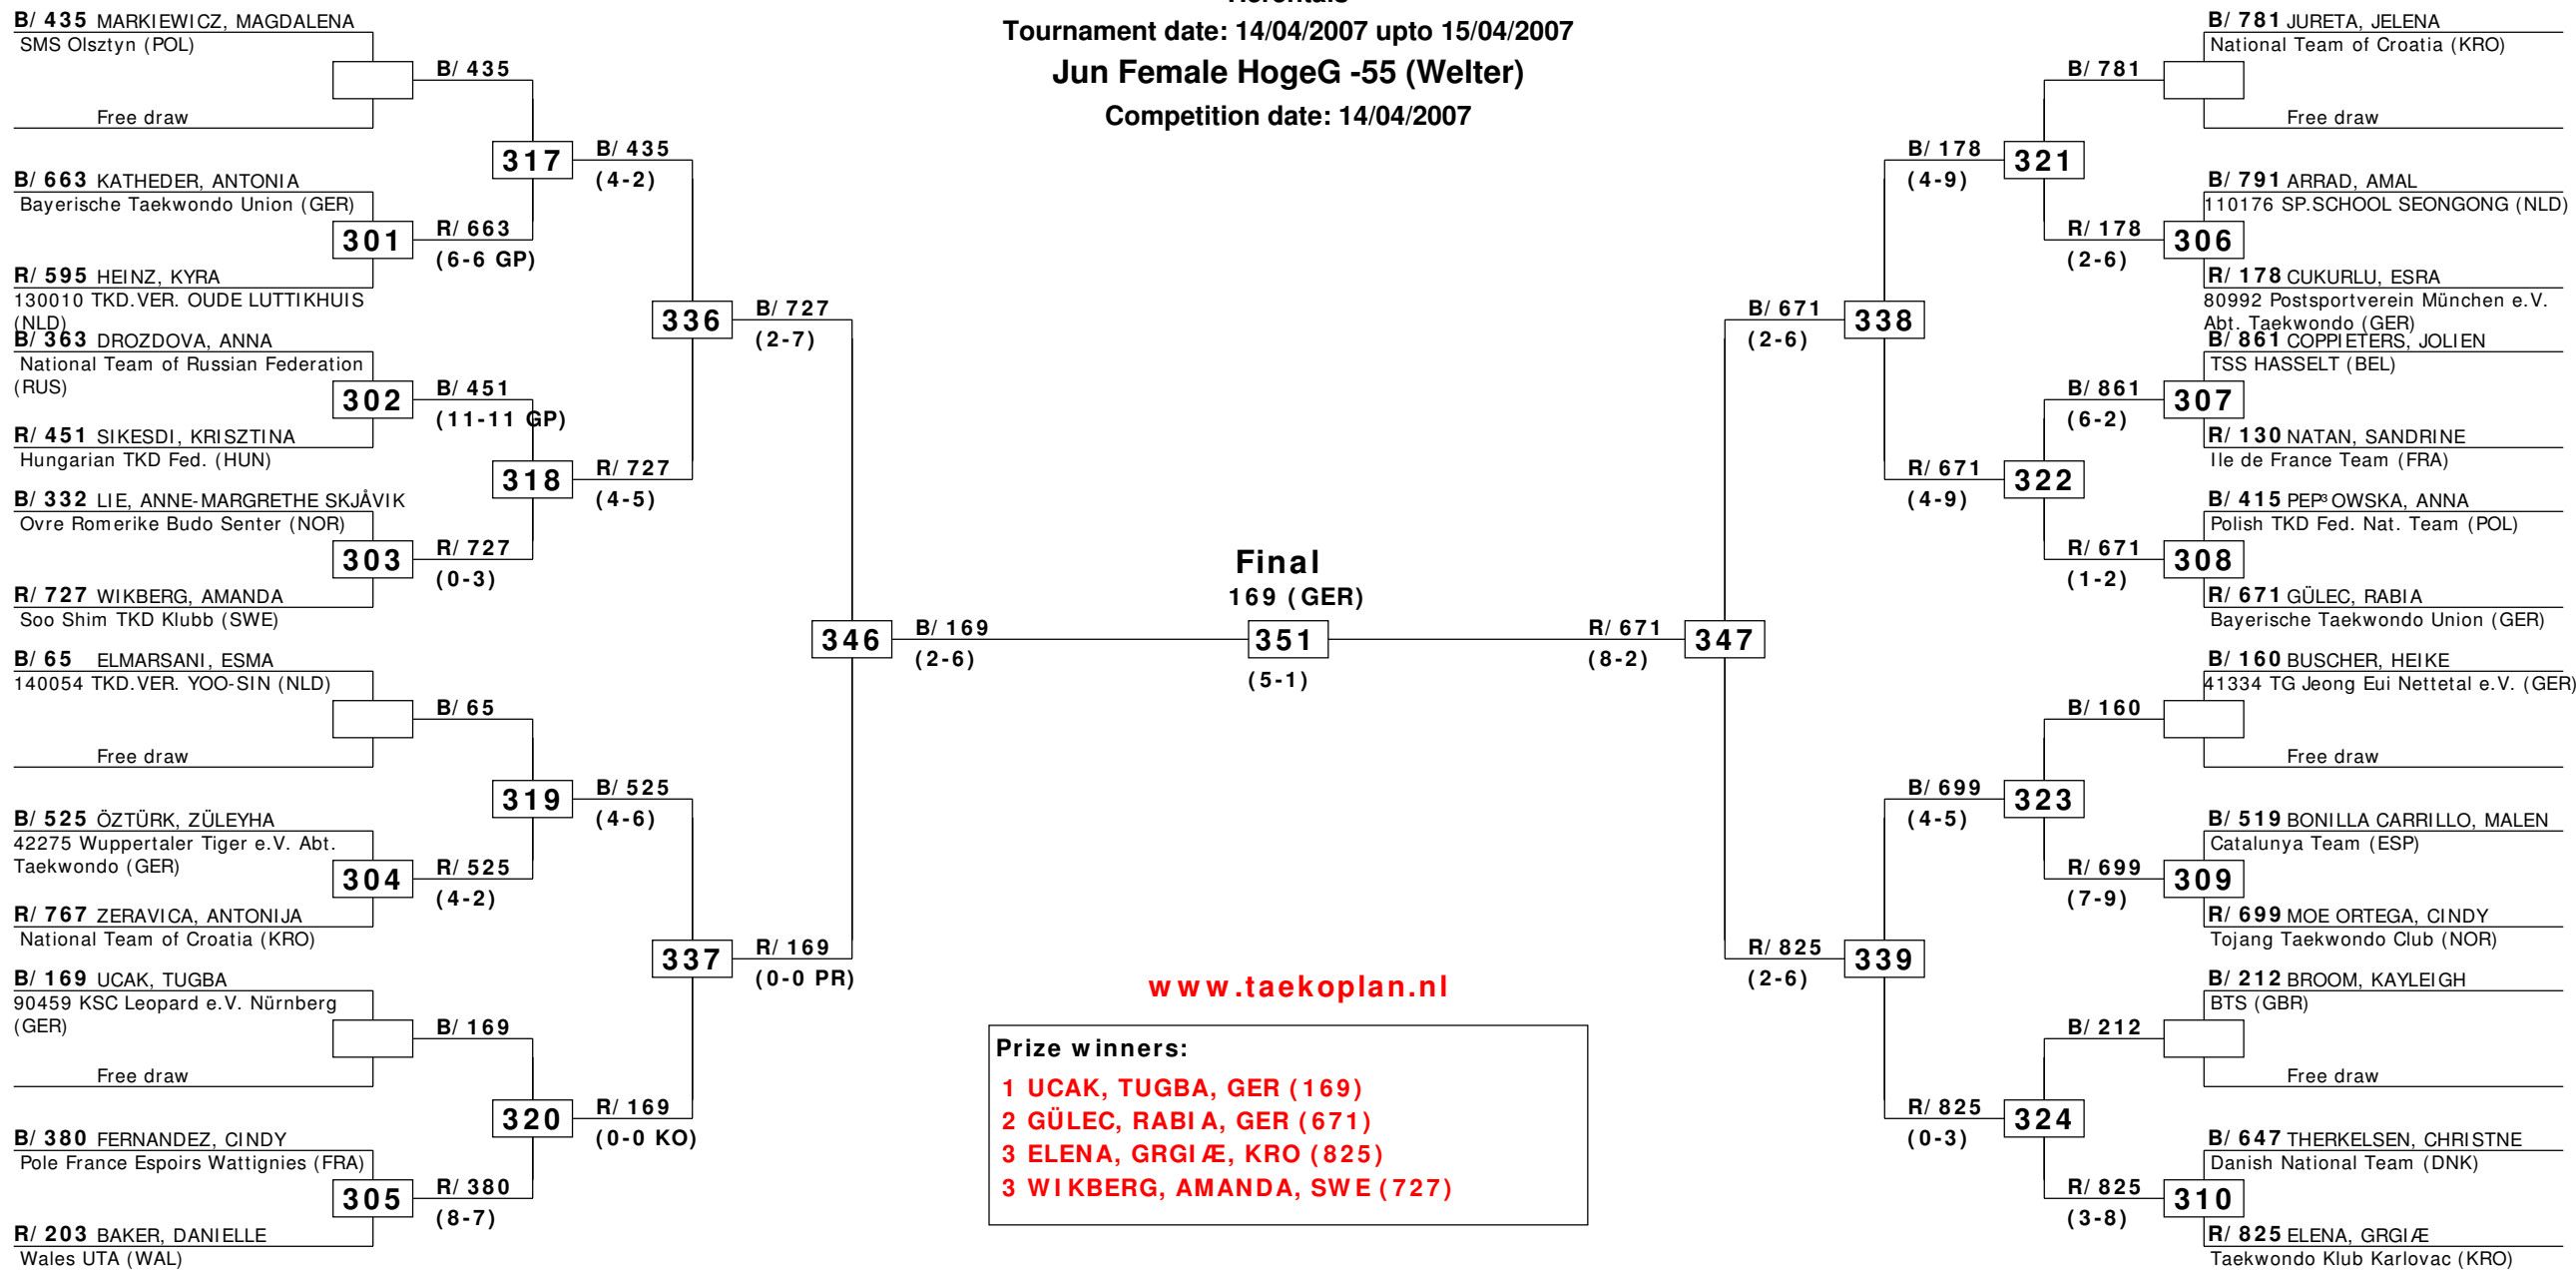 Tournament date: 14/04/2007 upto 15/04/2007
Jun Female HogeG -55 (Welter)
Competition date: 14/04/2007
B/ 435 MARKIEWICZ, MAGDALENA
SMS Olsztyn (POL)
B/ 435
Free draw
317
B/ 435
(4-2)
B/ 663 KATHEDER, ANTONIA
Bayerische Taekwondo Union (GER)
301
R/ 663
(6-6 GP)
R/ 595 HEINZ, KYRA
130010 TKD.VER. OUDE LUTTIKHUIS
(NLD)
336
B/ 727
(2-7)
B/ 363 DROZDOVA, ANNA
National Team of Russian Federation
(RUS)
302
B/ 451
(11-11 GP)
R/ 451 SIKESDI, KRISZTINA
Hungarian TKD Fed. (HUN)
318
R/ 727
(4-5)
B/ 332 LIE, ANNE-MARGRETHE SKJÅVIK
Ovre Romerike Budo Senter (NOR)
303
R/ 727
(0-3)
R/ 727 WIKBERG, AMANDA
Soo Shim TKD Klubb (SWE)
346
B/ 169
(2-6)
B/ 65 ELMARSANI, ESMA
140054 TKD.VER. YOO-SIN (NLD)
B/ 65
Free draw
319
B/ 525
(4-6)
B/ 525 ÖZTÜRK, ZÜLEYHA
42275 Wuppertaler Tiger e.V. Abt.
Taekwondo (GER)
304
R/ 525
(4-2)
R/ 767 ZERAVICA, ANTONIJA
National Team of Croatia (KRO)
337
R/ 169
(0-0 PR)
B/ 169 UCAK, TUGBA
90459 KSC Leopard e.V. Nürnberg
(GER)
B/ 169
Free draw
320
R/ 169
(0-0 KO)
B/ 380 FERNANDEZ, CINDY
Pole France Espoirs Wattignies (FRA)
305
R/ 380
(8-7)
R/ 203 BAKER, DANIELLE
Wales UTA (WAL)
Final
169 (GER)
351
(5-1)
www.taekoplan.nl
Prize winners:
1 UCAK, TUGBA, GER (169)
2 GÜLEC, RABIA, GER (671)
3 ELENA, GRGIÆ, KRO (825)
3 WIKBERG, AMANDA, SWE (727)
B/ 781 JURETA, JELENA
National Team of Croatia (KRO)
B/ 781
Free draw
B/ 178
(4-9)
321
B/ 791 ARRAD, AMAL
110176 SP.SCHOOL SEONGONG (NLD)
R/ 178
(2-6)
306
R/ 178 CUKURLU, ESRA
80992 Postsportverein München e.V.
Abt. Taekwondo (GER)
B/ 671
(2-6)
338
B/ 861 COPPIETERS, JOLIEN
TSS HASSELT (BEL)
B/ 861
(6-2)
307
R/ 130 NATAN, SANDRINE
Ile de France Team (FRA)
R/ 671
(4-9)
322
B/ 415 PEP³OWSKA, ANNA
Polish TKD Fed. Nat. Team (POL)
R/ 671
(1-2)
308
R/ 671 GÜLEC, RABIA
Bayerische Taekwondo Union (GER)
R/ 671
(8-2)
347
B/ 160 BUSCHER, HEIKE
41334 TG Jeong Eui Nettetal e.V. (GER)
B/ 160
Free draw
B/ 699
(4-5)
323
B/ 519 BONILLA CARRILLO, MALEN
Catalunya Team (ESP)
R/ 699
(7-9)
309
R/ 699 MOE ORTEGA, CINDY
Tojang Taekwondo Club (NOR)
R/ 825
(2-6)
339
B/ 212 BROOM, KAYLEIGH
BTS (GBR)
B/ 212
Free draw
R/ 825
(0-3)
324
B/ 647 THERKELSEN, CHRISTNE
Danish National Team (DNK)
R/ 825
(3-8)
310
R/ 825 ELENA, GRGIÆ
Taekwondo Klub Karlovac (KRO)